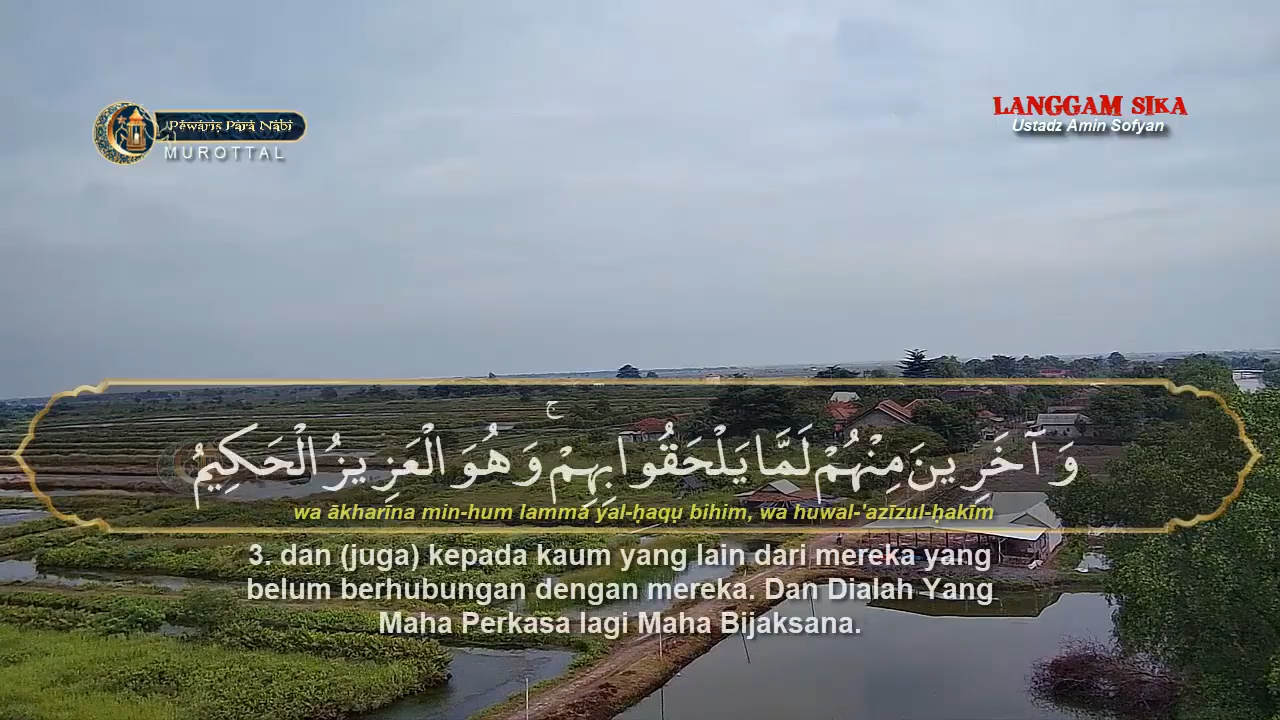 Pewaris Para Nabi
MUROTTAL
LANGGAM SIKA
Ustadz Amin Sofyan
وَآخَرِينَ مِنْهُمْ لَمَّا يَلْحَقُوا بِهِمْ ۚ وَهُوَ الْعَزِيزُ الْحَكِيمُ
wa ākharīna min-hum lammā yal-ḥaqụ bihim, wa huwal-'azīzul-ḥakīm
3. dan (juga) kepada kaum yang lain dari mereka yang
belum berhubungan dengan mereka. Dan Dialah Yang
Maha Perkasa lagi Maha Bijaksana.